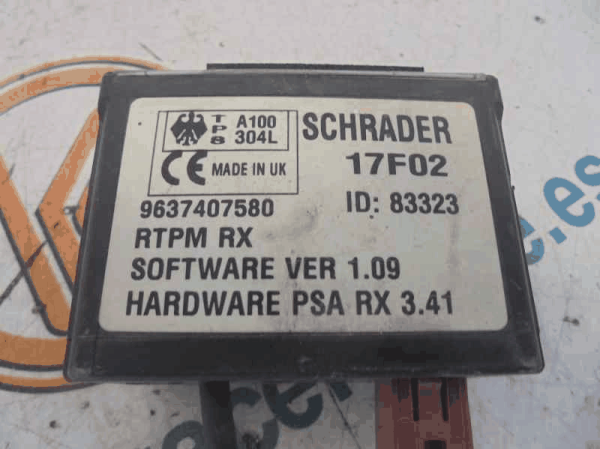 TPS A100 304L
SCHRADER
CE MADE IN UK
17F02
9637407580 ID: 83323
RTPM RX
SOFTWARE VER 1.09
HARDWARE PSA RX 3.41